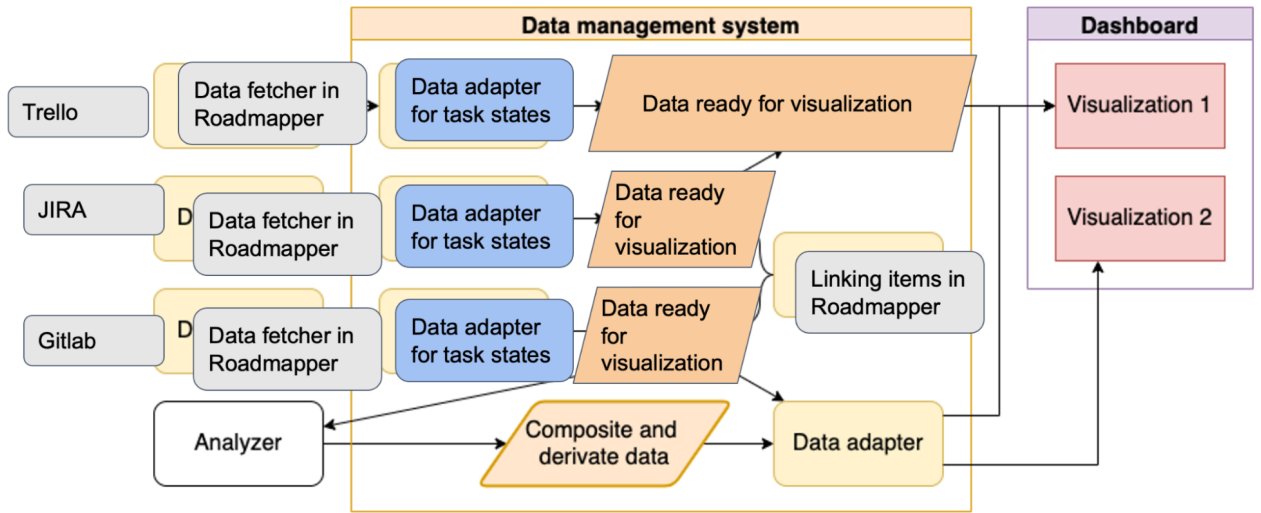 Data management system
Dashboard
Trello
Data fetcher in
Roadmapper
Data adapter
for task states
Data ready for visualization
Visualization 1
JIRA
D
Data fetcher in
Roadmapper
Data adapter
for task states
Data ready
for
visualization
Visualization 2
Linking items in
Roadmapper
Gitlab
D
Data fetcher in
Roadmapper
Data adapter
for task states
Data ready
for
visualization
Analyzer
Composite and
derivate data
Data adapter